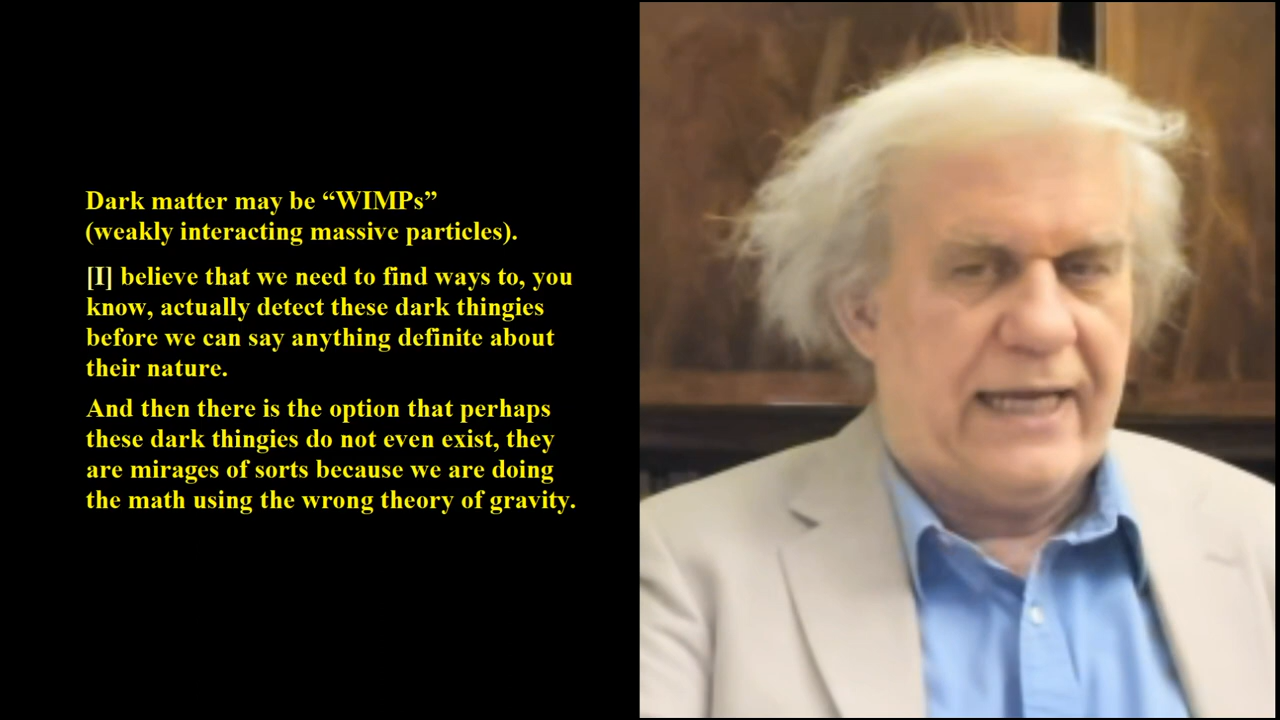 Dark matter may be “WIMPs”
(weakly interacting massive particles).
[I] believe that we need to find ways to, you
know, actually detect these dark thingies
before we can say anything definite about
their nature.
And then there is the option that perhaps
these dark thingies do not even exist, they
are mirages of sorts because we are doing
the math using the wrong theory of gravity.